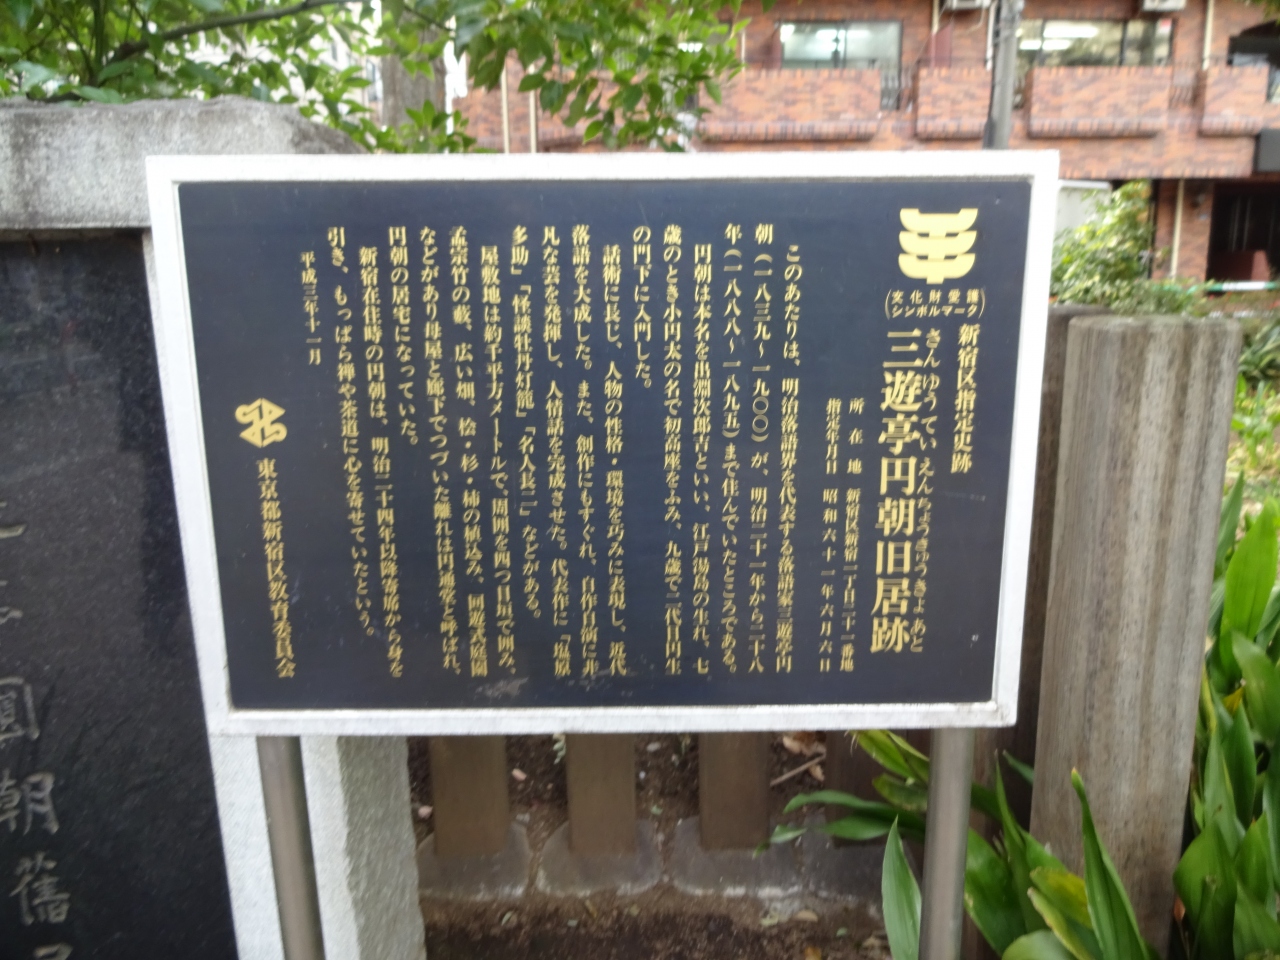 (文化財愛護
シンボルマーク)
新宿区指定史跡
さんゆうていえんちょうきゅうきょあと
三遊亭円朝旧居跡
所在地 新宿区新宿一丁目二十一番地
指定年月日 昭和六十一年六月六日
このあたりは、明治落語界を代表する落語家三遊亭円
朝(一八三九〜一九〇〇)が、明治二十一年から二十八
年(一八八八〜一八九五)まで住んでいたところである。
円朝は本名を出淵次郎吉といい、江戸湯島の生れ、七
歳のとき小円太の名で初高座をふみ、九歳で二代目円生
の門下に入門した。
話術に長じ、人物の性格・環境を巧みに表現し、近代
落語を大成した。また、創作にもすぐれ、自作自演に非
凡な芸を発揮し、人情話を完成させた。代表作に『塩原
多助』『怪談牡丹灯籠』『名人長二』などがある。
屋敷地は約千平方メートルで、周囲を四つ目垣で囲み、
孟宗竹の藪、広い畑、桧・杉・柿の植込み、回遊式庭園
などがあり母屋と廊下でつづいた離れは円通堂と呼ばれ、
円朝の居宅になっていた。
新宿在住時の円朝は、明治二十四年以降寄席から身を
引き、もっぱら禅や茶道に心を寄せていたという。
平成三年十一月
東京都新宿区教育委員会
圓朝舊